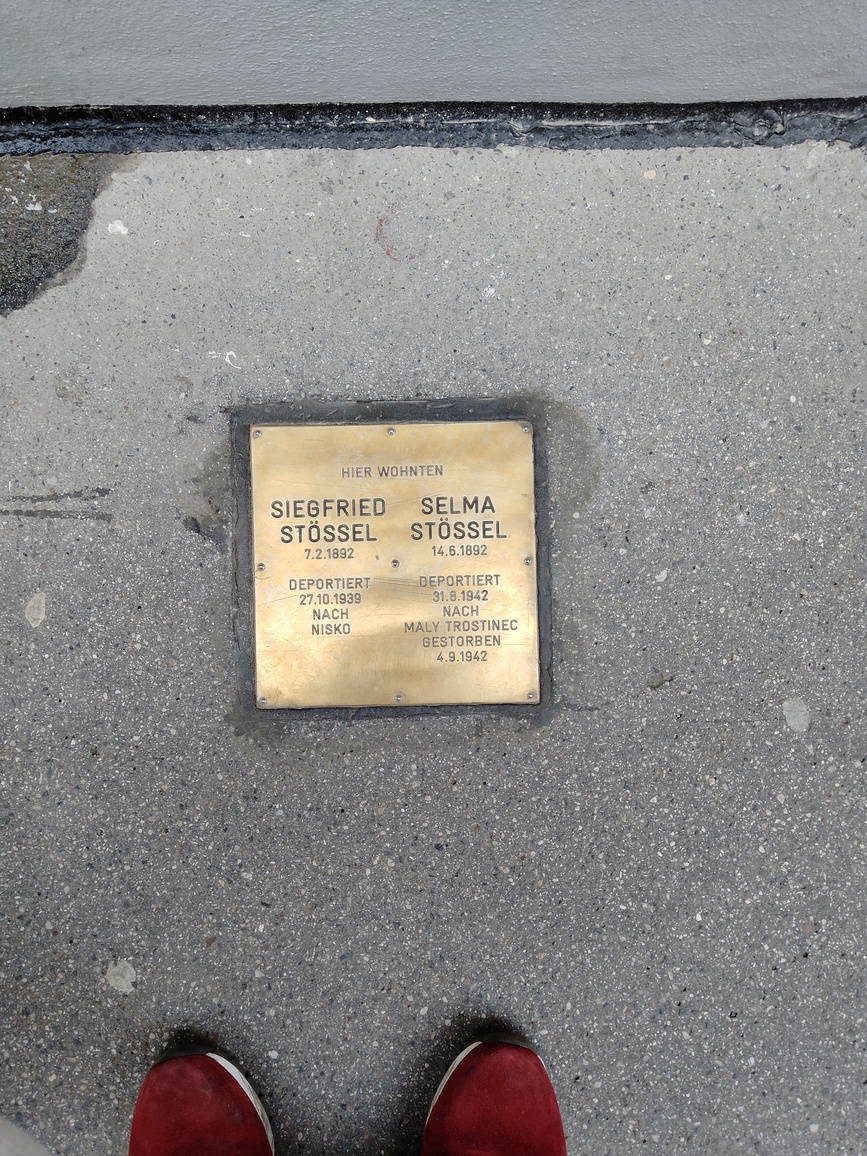 HIER WOHNTEN
SIEGFRIED
STÖSSEL
7.2.1892
DEPORTIERT
27.10.1939
NACH
NISKO
SELMA
STÖSSEL
14.6.1892
DEPORTIERT
31.8.1942
NACH
MALY TROSTINEC
GESTORBEN
4.9.1942